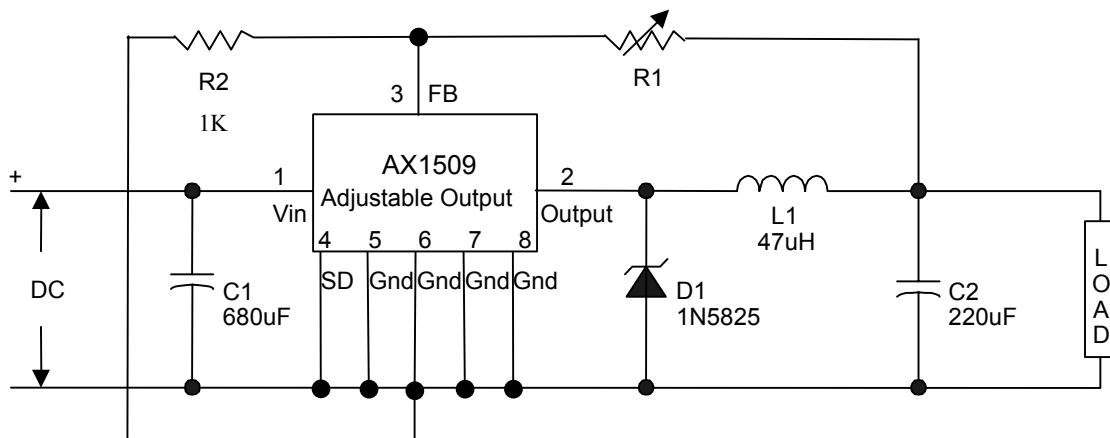 R2
1K
R1
3 FB
AX1509
Adjustable Output
+
1
Vin
2
Output
4 5 6 7 8
SD Gnd Gnd Gnd Gnd
L1
47uH
DC
C1
680uF
D1
1N5825
C2
220uF
LOAD